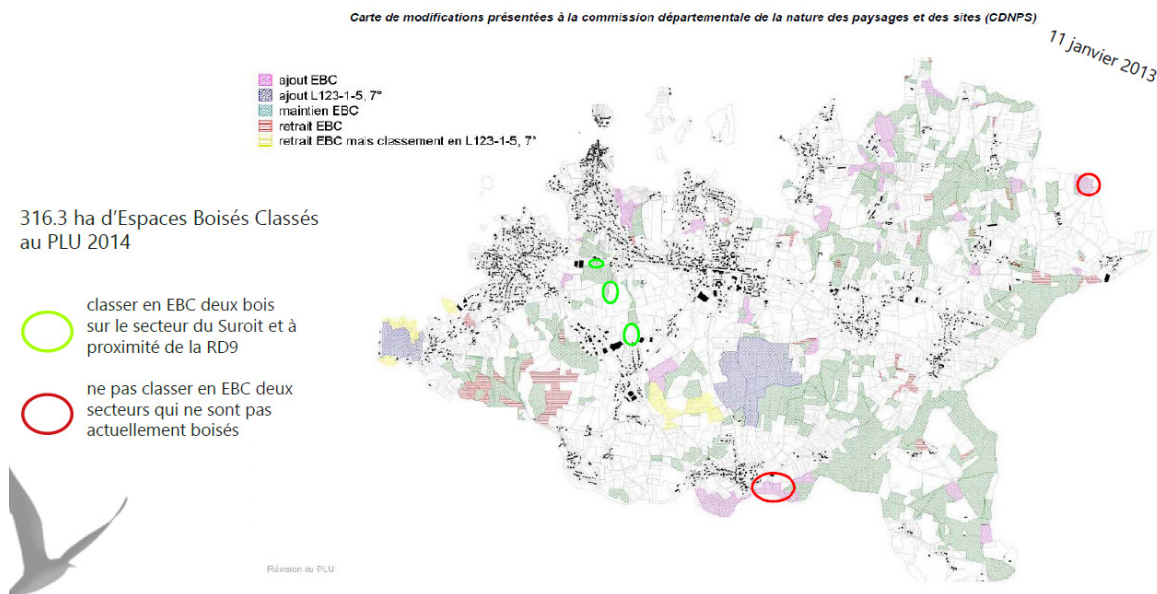 Carte de modifications présentées à la commission départementale de la nature des paysages et des sites (CDNPS)
11 janvier 2013
ajout EBC
ajout L123-1-5, 7°
maintien EBC
retrait EBC
retrait EBC mais classement en L123-1-5, 7°
316.3 ha d'Espaces Boisés Classés
au PLU 2014
classer en EBC deux bois
sur le secteur du Suroit et à
proximité de la RD9
ne pas classer en EBC deux
secteurs qui ne sont pas
actuellement boisés
Révision du PLU